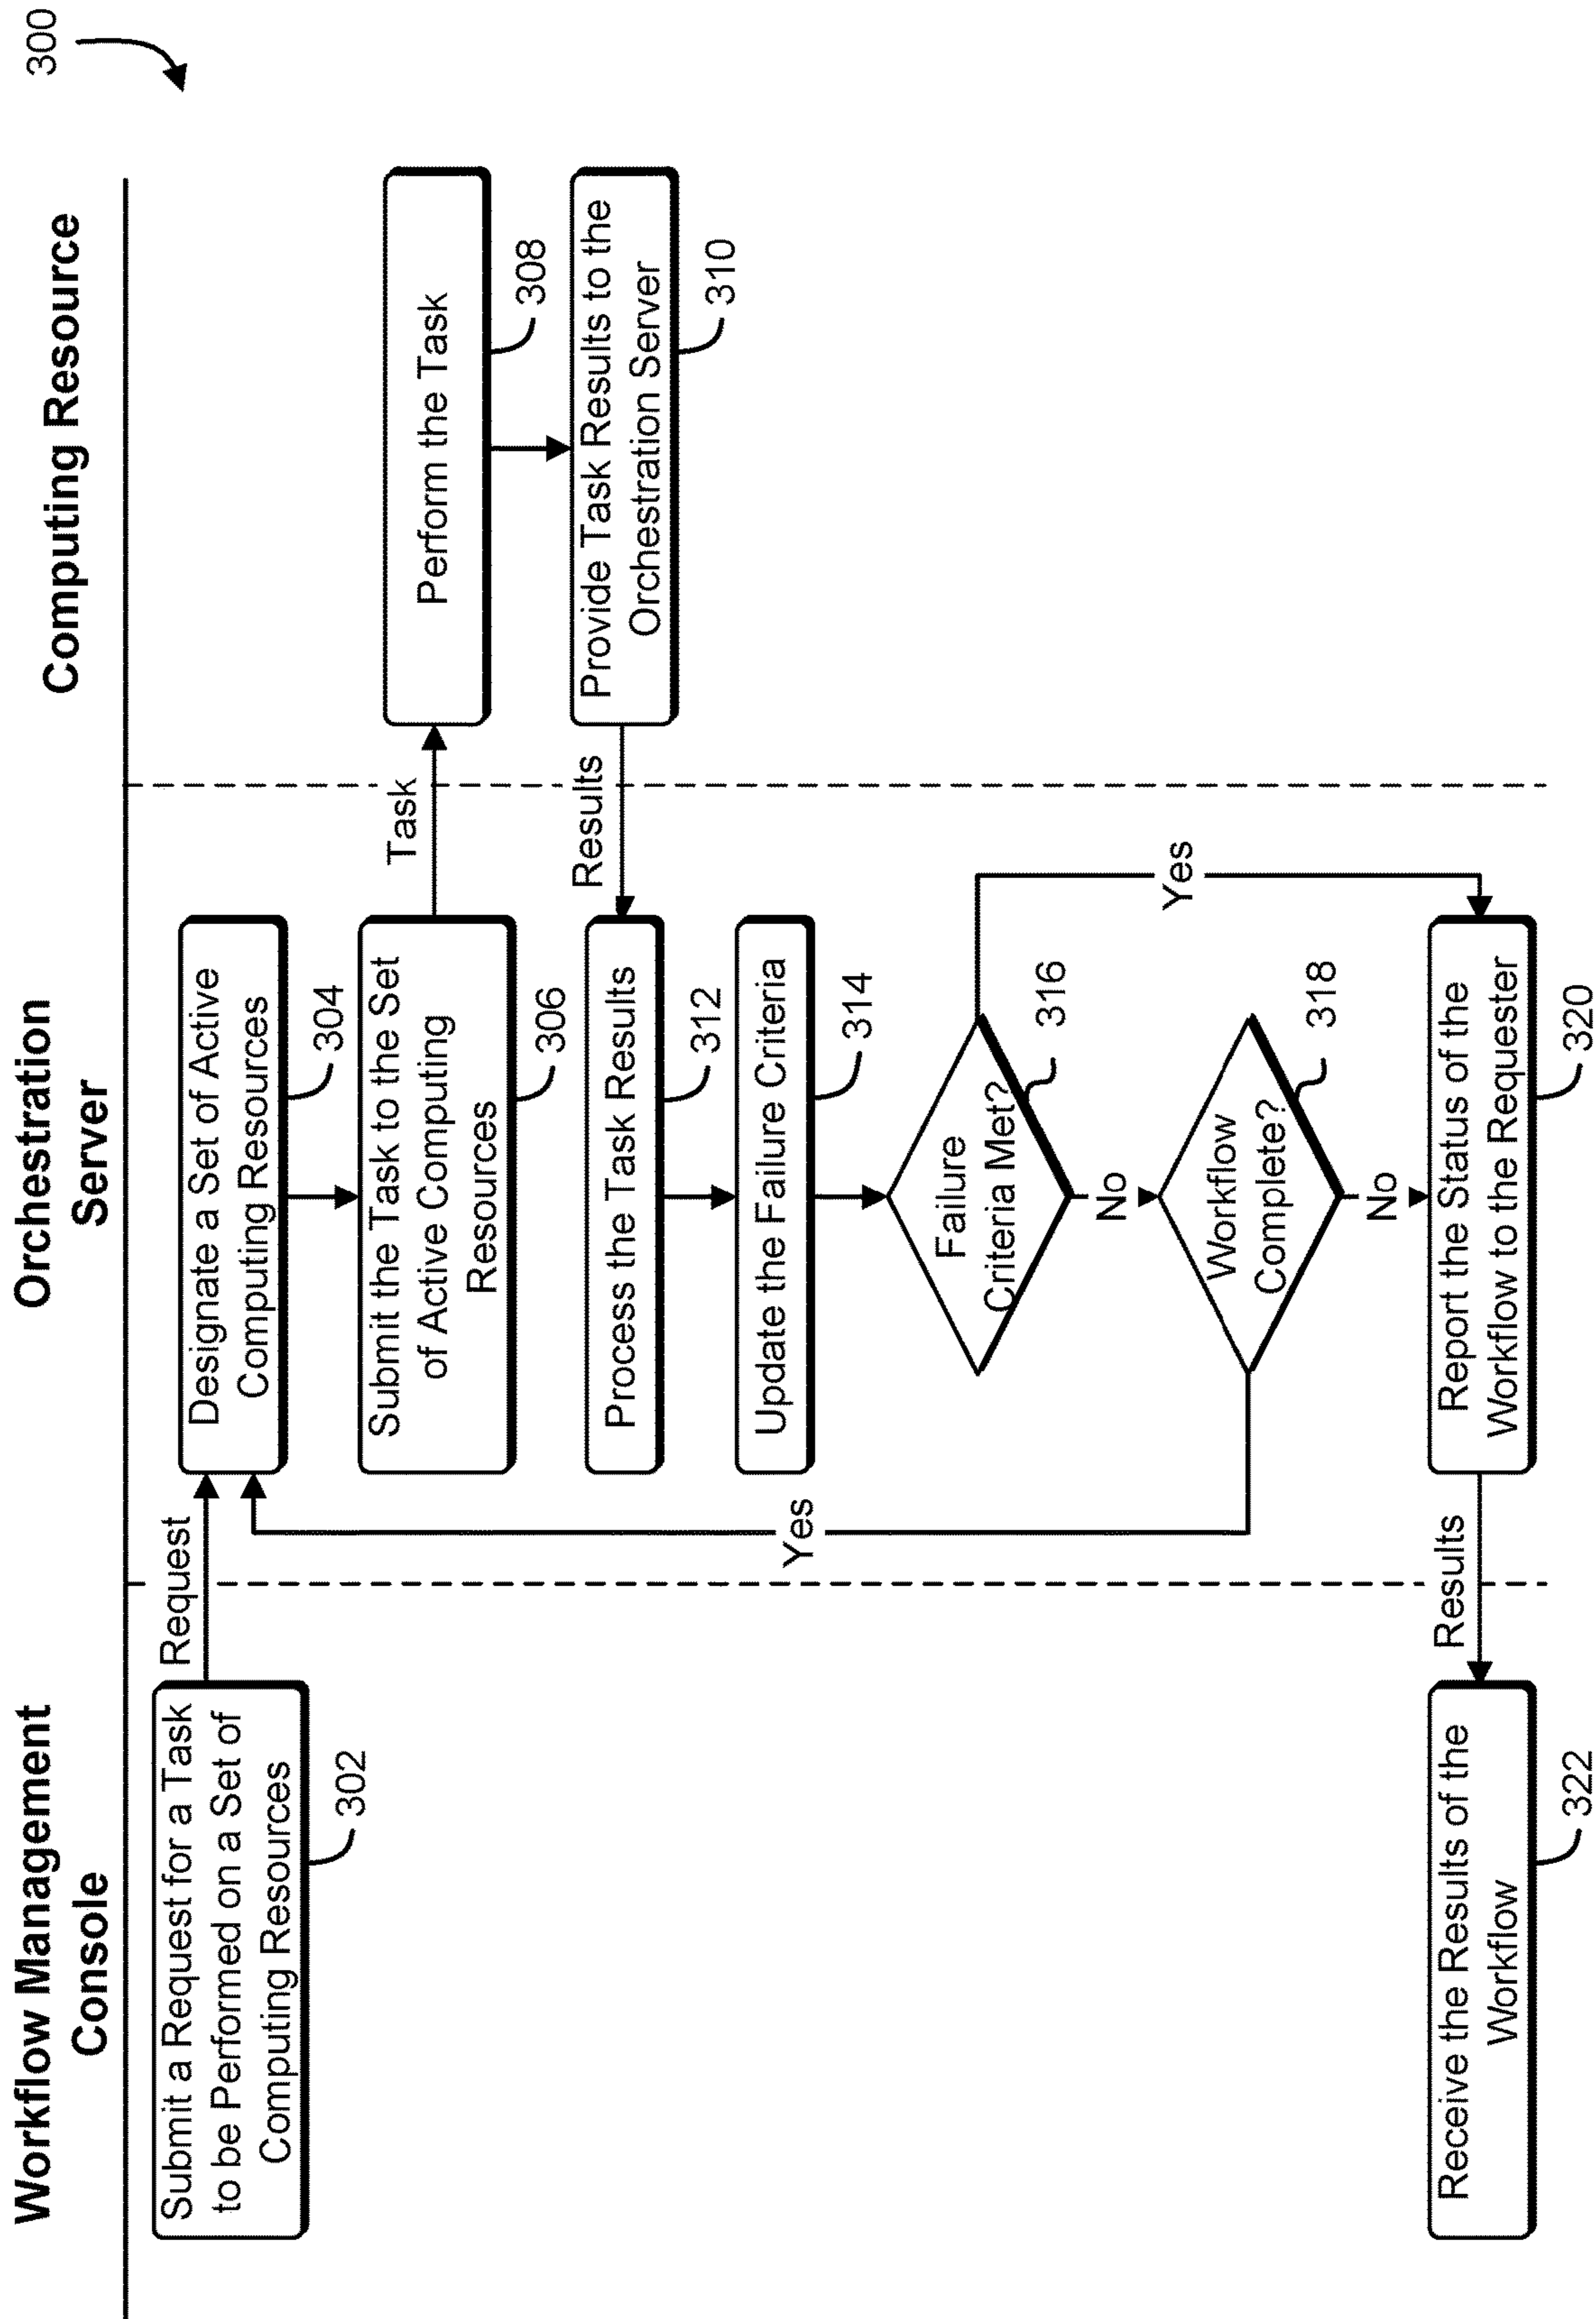 300
Workflow Management
Console
Orchestration
Server
Computing Resource
Submit a Request for a Task
to be Performed on a Set of
Computing Resources
302
Request
Designate a Set of Active
Computing Resources
304
Submit the Task to the Set
of Active Computing
Resources
306
Task
Perform the Task
308
Provide Task Results to the
Orchestration Server
310
Results
Process the Task Results
312
Update the Failure Criteria
314
Failure
Criteria Met?
316
Yes
No
Workflow
Complete?
318
Yes
No
Report the Status of the
Workflow to the Requester
320
Results
Receive the Results of the
Workflow
322